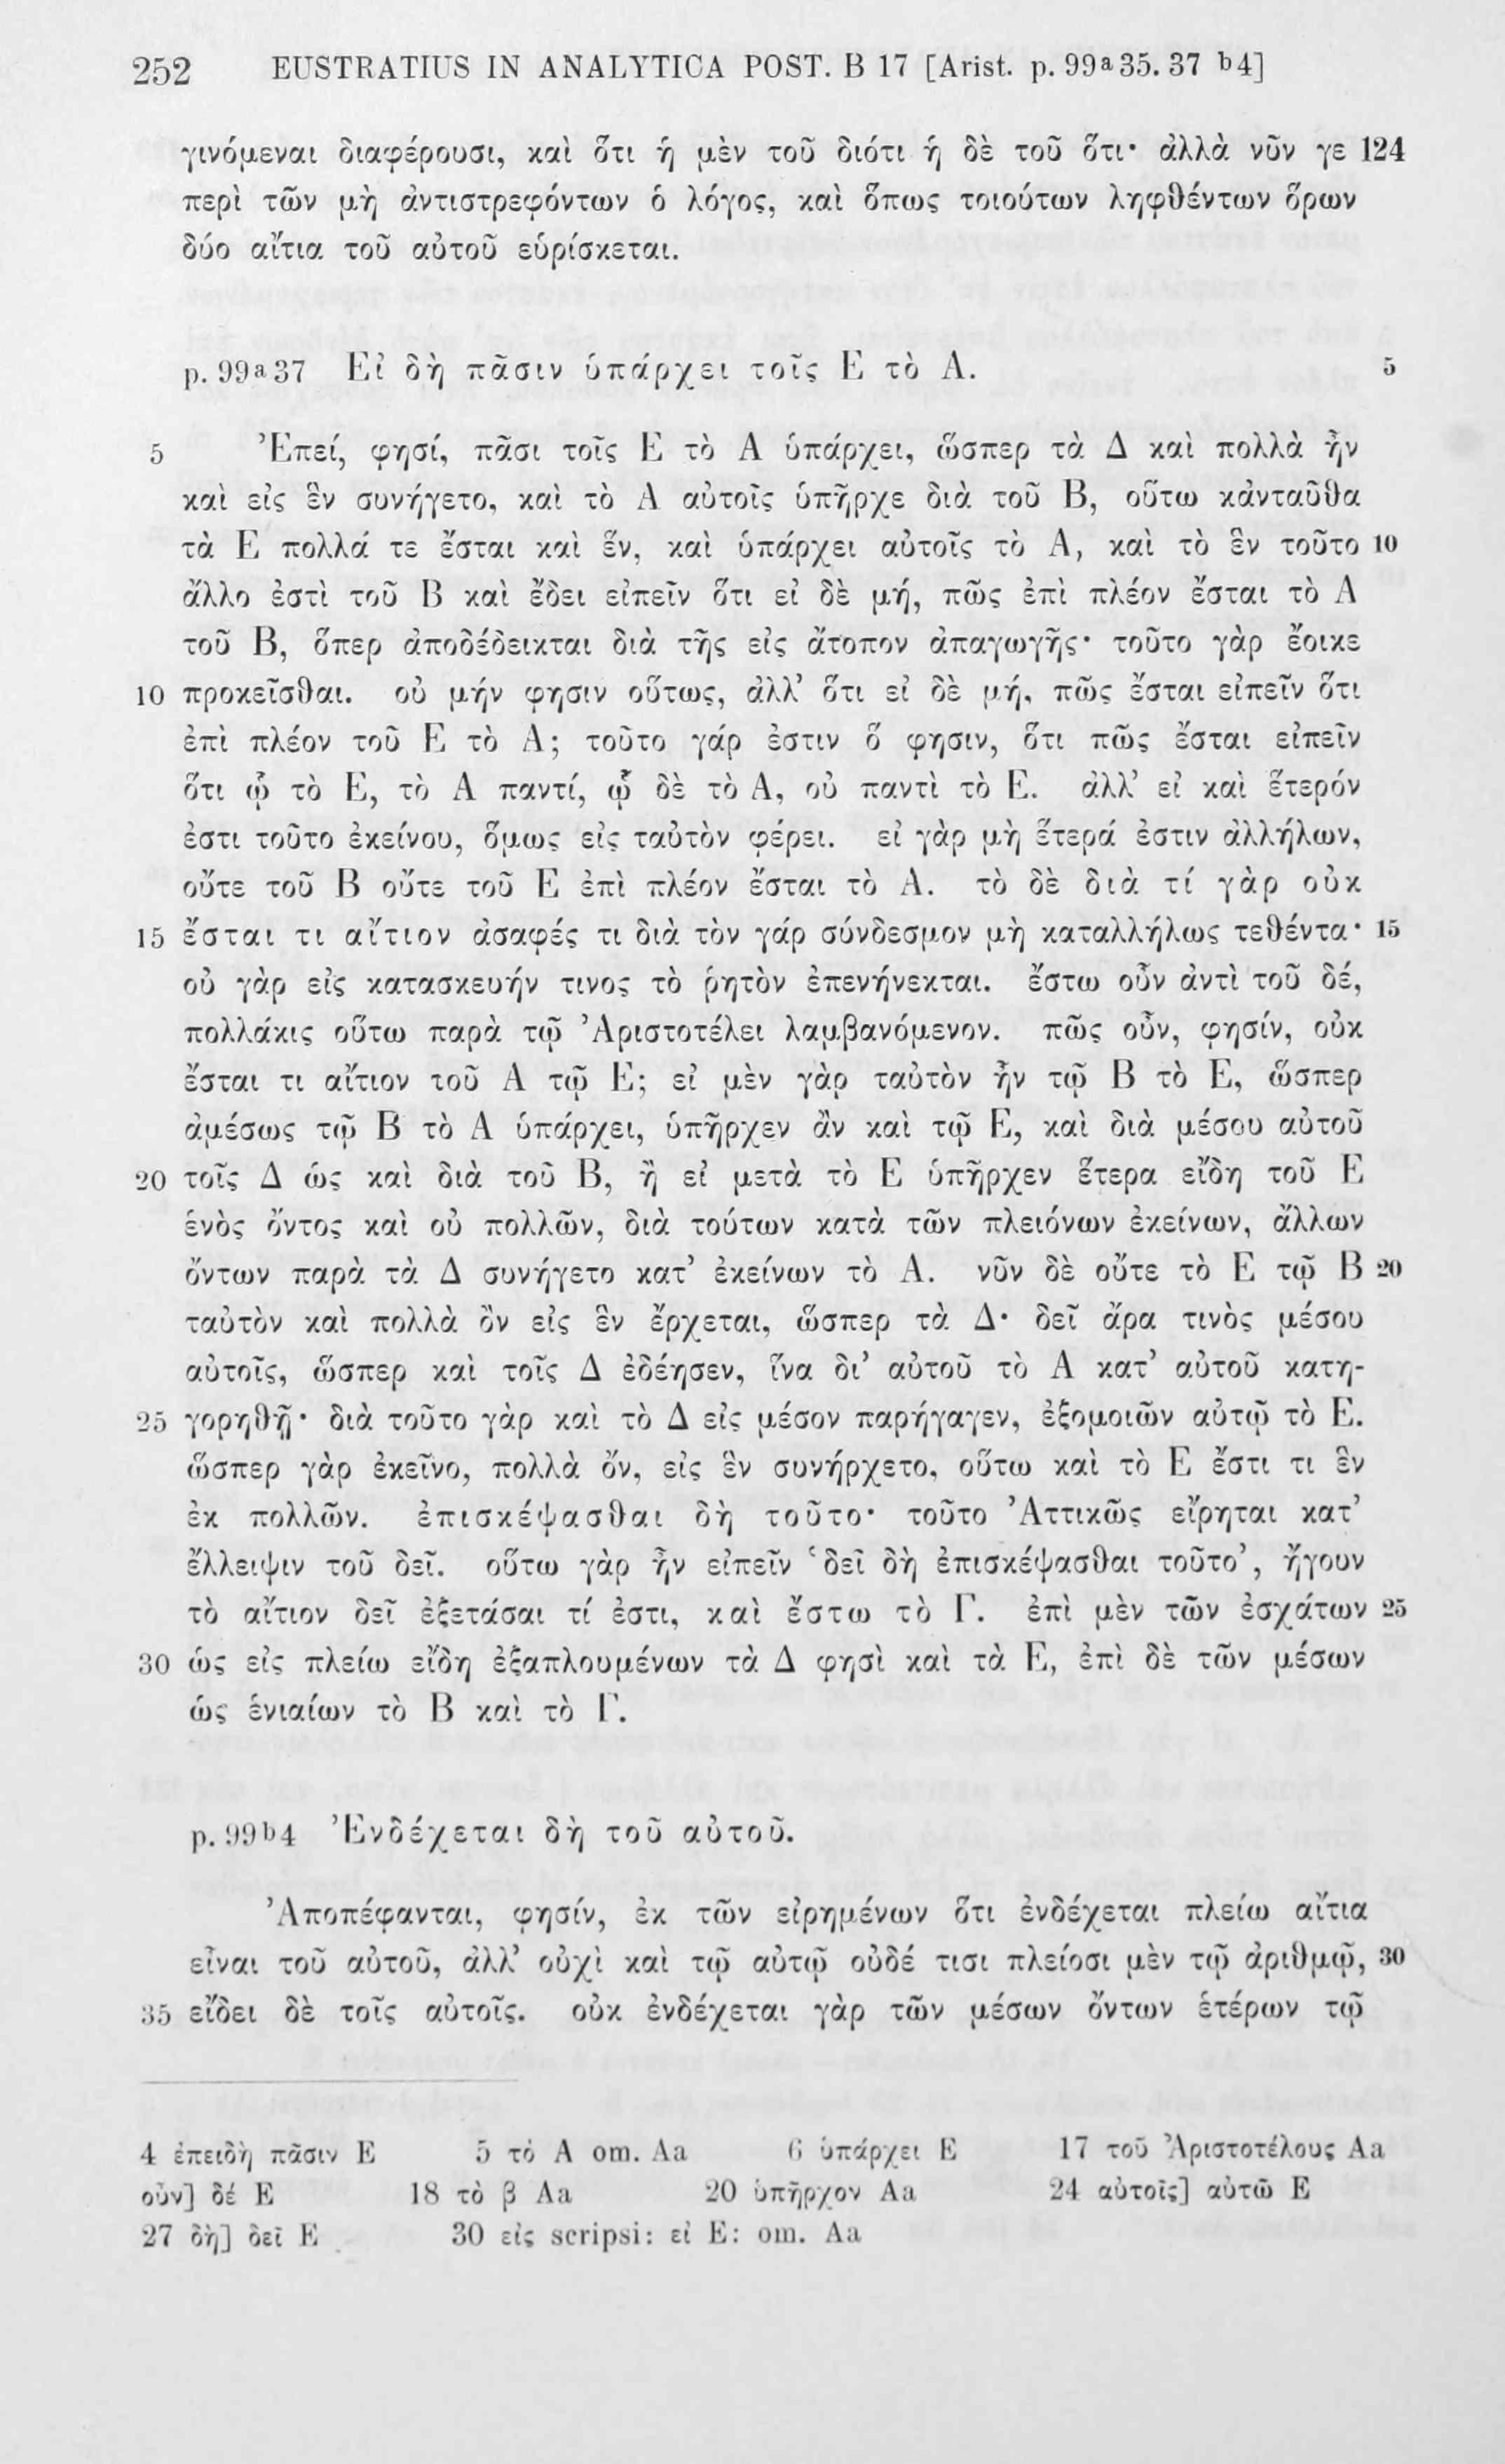 252 EUSTRATIUS IN ANALYTICA POST. B 17 [Arist. p. 99a35. 37 b4]
γινόμεναι διαφέρουσι, καὶ ὅτι ἡ μὲν τοῦ διότι ἡ δὲ τοῦ ὅτι· ἀλλὰ νῦν γε 124
περὶ τῶν μὴ ἀντιστρεφόντων ὁ λόγος, καὶ ὅπως τοιούτων ληφθέντων ὅρων
δύο αἴτια τοῦ αὐτοῦ εὑρίσκεται.
p. 99a37 Εἰ δὴ πᾶσιν ὑπάρχει τοῖς Ε τὸ Α. 5
5 Ἐπεί, φησί, πᾶσι τοῖς Ε τὸ Α ὑπάρχει, ὥσπερ τὰ Δ καὶ πολλὰ ἦν
καὶ εἰς ἓν συνήγετο, καὶ τὸ Α αὐτοῖς ὑπῆρχε διὰ τοῦ Β, οὕτω κἀνταῦθα
τὰ Ε πολλά τε ἔσται καὶ ἕν, καὶ ὑπάρχει αὐτοῖς τὸ Α, καὶ τὸ ἓν τοῦτο 10
ἄλλο ἐστὶ τοῦ Β καὶ ἔδει εἰπεῖν ὅτι εἰ δὲ μή, πῶς ἐπὶ πλέον ἔσται τὸ Α
τοῦ Β, ὅπερ ἀποδέδεικται διὰ τῆς εἰς ἄτοπον ἀπαγωγῆς· τοῦτο γὰρ ἔοικε
10 προκεῖσθαι. οὐ μήν φησιν οὕτως, ἀλλ’ ὅτι εἰ δὲ μή, πῶς ἔσται εἰπεῖν ὅτι
ἐπὶ πλέον τοῦ Ε τὸ Α; τοῦτο γάρ ἐστιν ὅ φησιν, ὅτι πῶς ἔσται εἰπεῖν
ὅτι ᾧ τὸ Ε, τὸ Α παντί, ᾧ δὲ τὸ Α, οὐ παντὶ τὸ Ε. ἀλλ’ εἰ καὶ ἕτερόν
ἐστι τοῦτο ἐκείνου, ὅμως εἰς ταὐτὸν φέρει. εἰ γὰρ μὴ ἕτερά ἐστιν ἀλλήλων,
οὔτε τοῦ Β οὔτε τοῦ Ε ἐπὶ πλέον ἔσται τὸ Α. τὸ δὲ διὰ τί γὰρ οὐκ
15 ἔσται τι αἴτιον ἀσαφές τι διὰ τὸν γάρ σύνδεσμον μὴ καταλλήλως τεθέντα· 15
οὐ γὰρ εἰς κατασκευήν τινος τὸ ῥητὸν ἐπενήνεκται. ἔστω οὖν ἀντὶ τοῦ δέ,
πολλάκις οὕτω παρὰ τῷ Ἀριστοτέλει λαμβανόμενον. πῶς οὖν, φησίν, οὐκ
ἔσται τι αἴτιον τοῦ Α τῷ Ε; εἰ μὲν γὰρ ταὐτὸν ἦν τῷ Β τὸ Ε, ὥσπερ
ἀμέσως τῷ Β τὸ Α ὑπάρχει, ὑπῆρχεν ἂν καὶ τῷ Ε, καὶ διὰ μέσου αὐτοῦ
20 τοῖς Δ ὡς καὶ διὰ τοῦ Β, ἢ εἰ μετὰ τὸ Ε ὑπῆρχεν ἕτερα εἴδη τοῦ Ε
ἑνὸς ὄντος καὶ οὐ πολλῶν, διὰ τούτων κατὰ τῶν πλειόνων ἐκείνων, ἄλλων
ὄντων παρὰ τὰ Δ συνήγετο κατ’ ἐκείνων τὸ Α. νῦν δὲ οὔτε τὸ Ε τῷ Β 20
ταὐτὸν καὶ πολλὰ ὂν εἰς ἓν ἔρχεται, ὥσπερ τὰ Δ· δεῖ ἄρα τινὸς μέσου
αὐτοῖς, ὥσπερ καὶ τοῖς Δ ἐδέησεν, ἵνα δι’ αὐτοῦ τὸ Α κατ’ αὐτοῦ κατη-
25 γορηθῇ· διὰ τοῦτο γὰρ καὶ τὸ Δ εἰς μέσον παρήγαγεν, ἐξομοιῶν αὐτῷ τὸ Ε.
ὥσπερ γὰρ ἐκεῖνο, πολλὰ ὄν, εἰς ἓν συνήρχετο, οὕτω καὶ τὸ Ε ἔστι τι ἓν
ἐκ πολλῶν. ἐπισκέψασθαι δὴ τοῦτο· τοῦτο Ἀττικῶς εἴρηται κατ’
ἔλλειψιν τοῦ δεῖ. οὕτω γὰρ ἦν εἰπεῖν ‘δεῖ δὴ ἐπισκέψασθαι τοῦτο’, ἤγουν
τὸ αἴτιον δεῖ ἐξετάσαι τί ἐστι, καὶ ἔστω τὸ Γ. ἐπὶ μὲν τῶν ἐσχάτων 25
30 ὡς εἰς πλείω εἴδη ἐξαπλουμένων τὰ Δ φησὶ καὶ τὰ Ε, ἐπὶ δὲ τῶν μέσων
ὡς ἑνιαίων τὸ Β καὶ τὸ Γ.
p. 99b4 Ἐνδέχεται δὴ τοῦ αὐτοῦ.
Ἀποπέφανται, φησίν, ἐκ τῶν εἰρημένων ὅτι ἐνδέχεται πλείω αἴτια
εἶναι τοῦ αὐτοῦ, ἀλλ’ οὐχὶ καὶ τῷ αὐτῷ οὐδέ τισι πλείοσι μὲν τῷ ἀριθμῷ, 30
35 εἴδει δὲ τοῖς αὐτοῖς. οὐκ ἐνδέχεται γὰρ τῶν μέσων ὄντων ἑτέρων τῷ
4 ἐπειδὴ πᾶσιν E 5 τὸ Α om. Aa 6 ὑπάρχει E 17 τοῦ Ἀριστοτέλους Aa
οὖν] δέ E 18 τὸ β Aa 20 ὑπῆρχον Aa 24 αὐτοῖς] αὐτῶ E
27 δὴ] δεῖ E 30 εἰς scripsi: εἰ E: om. Aa